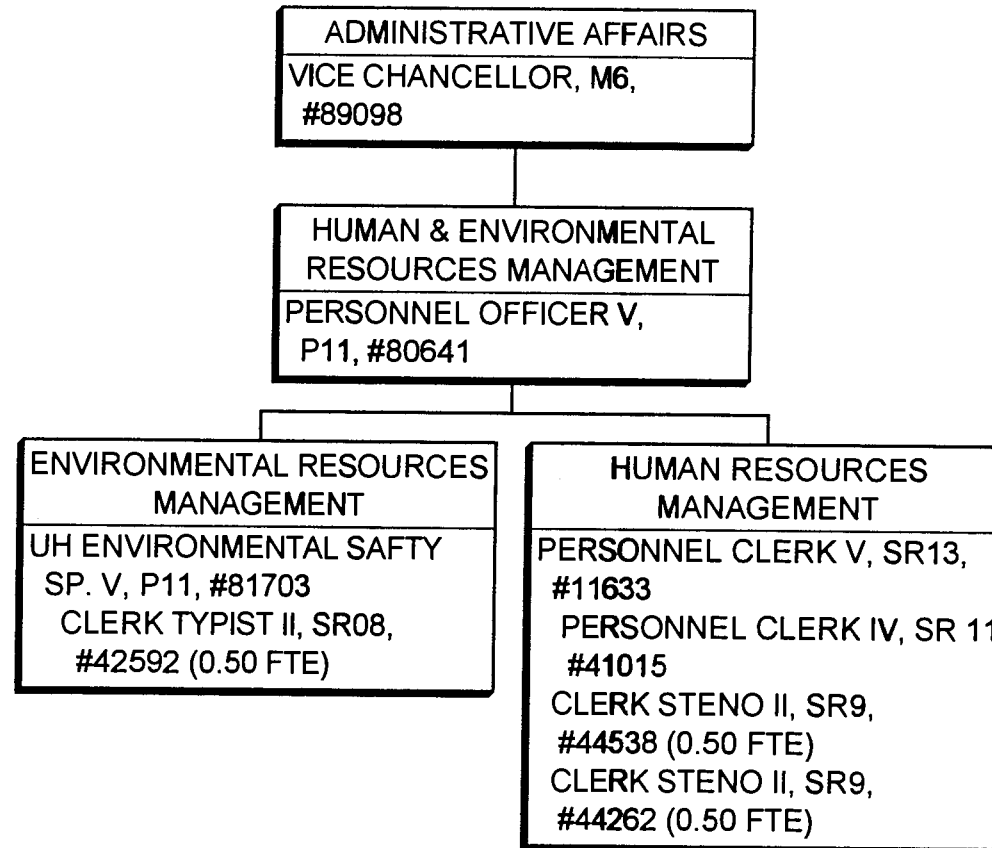 ADMINISTRATIVE AFFAIRS
VICE CHANCELLOR, M6,
#89098
HUMAN & ENVIRONMENTAL
RESOURCES MANAGEMENT
PERSONNEL OFFICER V,
P11, #80641
ENVIRONMENTAL RESOURCES
MANAGEMENT
UH ENVIRONMENTAL SAFTY
SP. V, P11, #81703
CLERK TYPIST II, SR08,
#42592 (0.50 FTE)
HUMAN RESOURCES
MANAGEMENT
PERSONNEL CLERK V, SR13,
#11633
PERSONNEL CLERK IV, SR 11
#41015
CLERK STENO II, SR9,
#44538 (0.50 FTE)
CLERK STENO II, SR9,
#44262 (0.50 FTE)